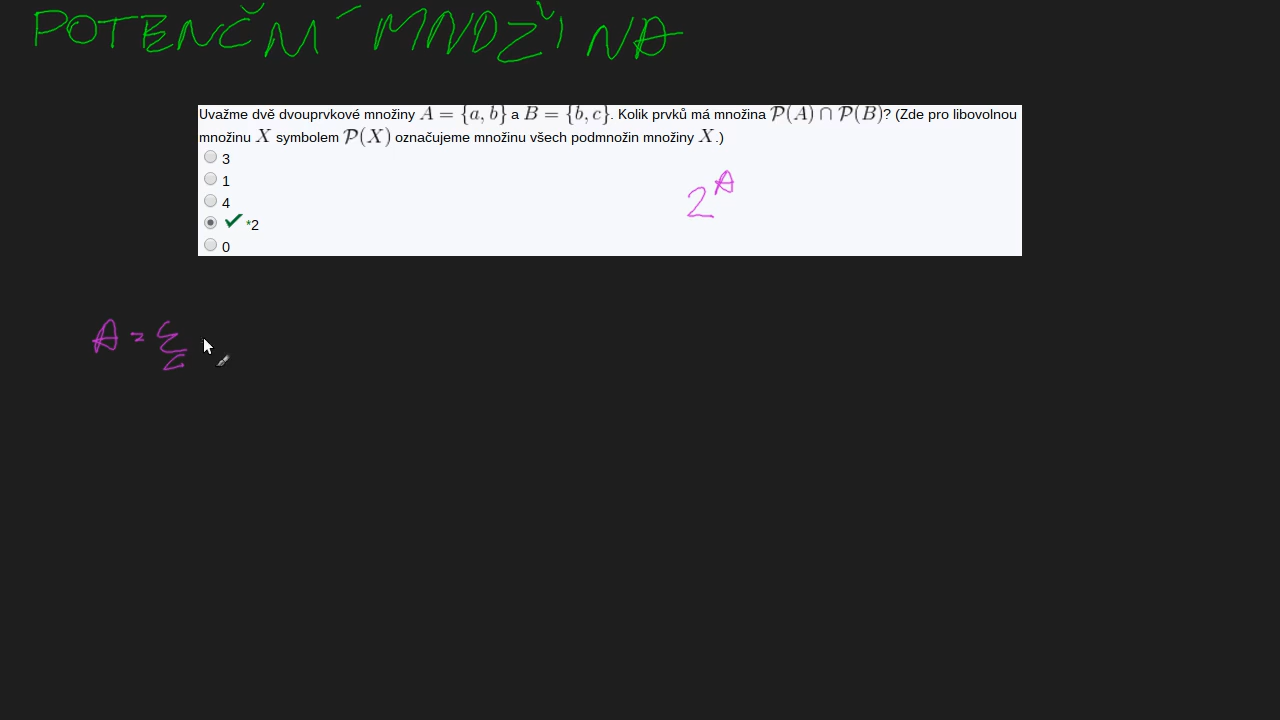 POTENČNÍ MNOŽINA
Uvažme dvě dvouprvkové množiny A = {a, b} a B = {b, c}. Kolik prvků má množina P(A) ∩ P(B)? (Zde pro libovolnou
množinu X symbolem P(X) označujeme množinu všech podmnožin množiny X.)
3
1
4
*2
0
2^A
A = {